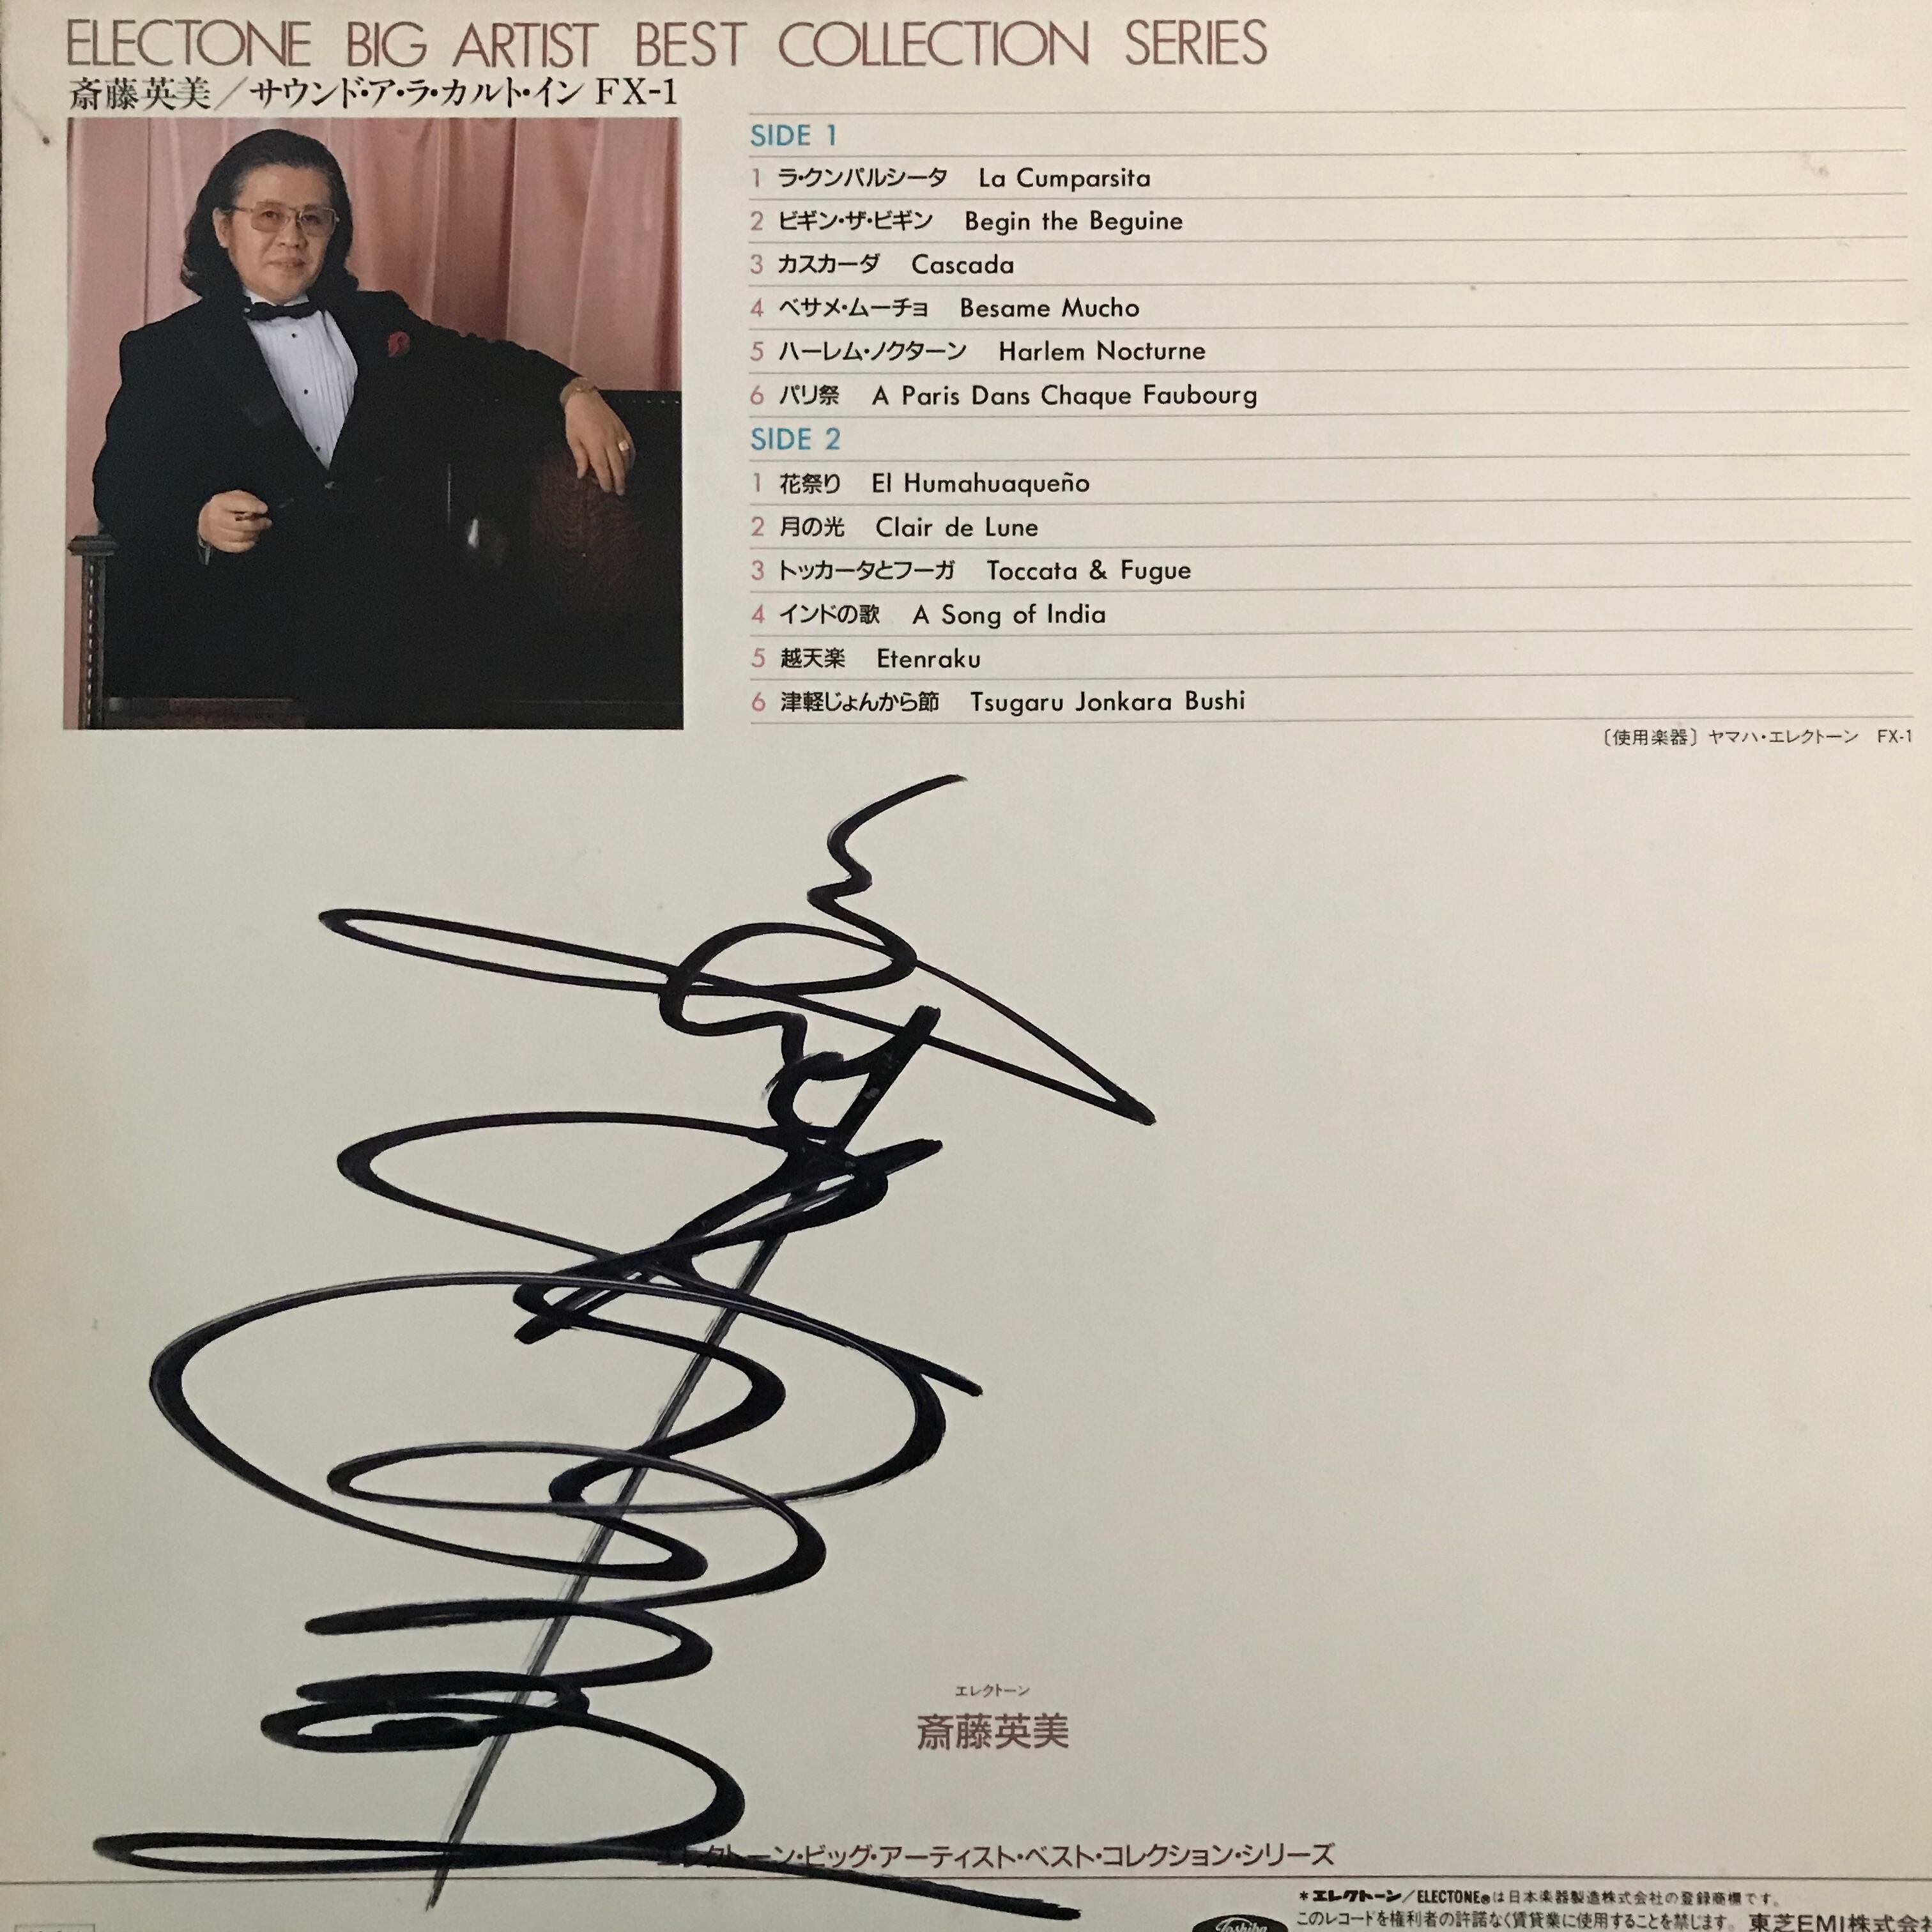 ELECTONE BIG ARTIST BEST COLLECTION SERIES
斎藤英美／サウンド・ア・ラ・カルト・イン FX-1
SIDE 1
1 ラ・クンパルシータ La Cumparsita
2 ビギン・ザ・ビギン Begin the Beguine
3 カスカーダ Cascada
4 ベサメ・ムーチョ Besame Mucho
5 ハーレム・ノクターン Harlem Nocturne
6 パリ祭 A Paris Dans Chaque Faubourg
SIDE 2
1 花祭り El Humahuaqueño
2 月の光 Clair de Lune
3 トッカータとフーガ Toccata & Fugue
4 インドの歌 A Song of India
5 越天楽 Etenraku
6 津軽じょんから節 Tsugaru Jonkara Bushi
〔使用楽器〕ヤマハ・エレクトーン FX-1
エレクトーン
斎藤英美
エレクトーン・ビッグ・アーティスト・ベスト・コレクション・シリーズ
＊エレクトーン／ELECTONE®は日本楽器製造株式会社の登録商標です。
このレコードを権利者の許諾なく賃貸業に使用することを禁じます。 東芝EMI株式会
Toshiba